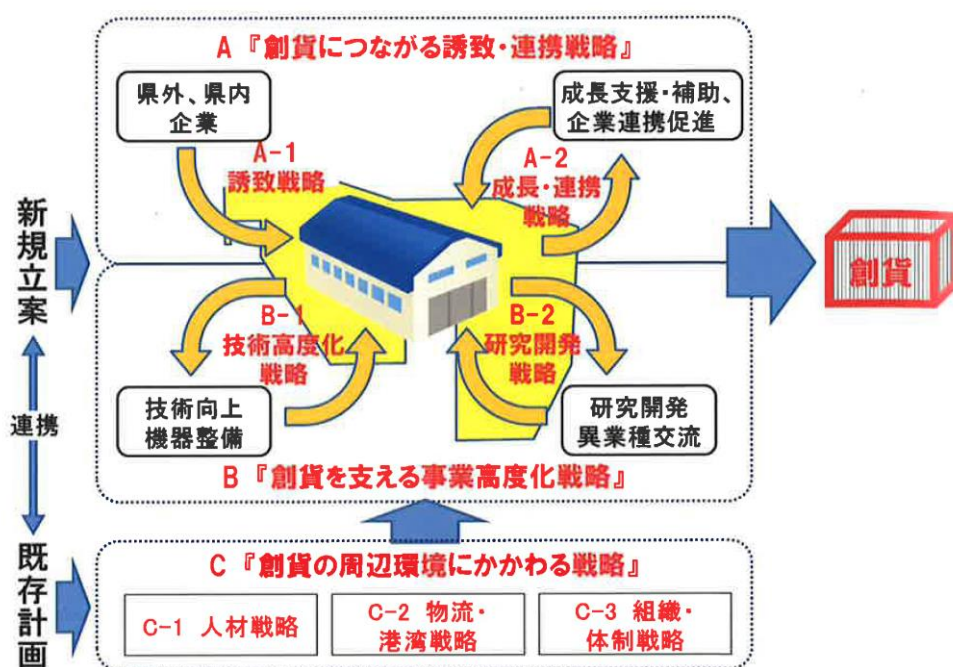 A『創貨につながる誘致・連携戦略』
県外、県内
企業
成長支援・補助、
企業連携促進
A-1
誘致戦略
A-2
成長・連携
戦略
新規立案
創貨
B-1
技術高度化
戦略
B-2
研究開発
戦略
技術向上
機器整備
研究開発
異業種交流
連携
B『創貨を支える事業高度化戦略』
既存計画
C『創貨の周辺環境にかかわる戦略』
C-1 人材戦略
C-2 物流・
港湾戦略
C-3 組織・
体制戦略